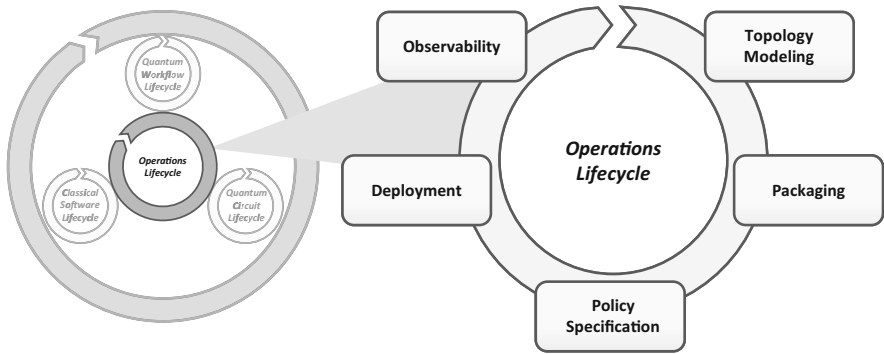 Quantum
Workflow
Lifecycle
Operations
Lifecycle
Classical
Software
Lifecycle
Quantum
Circuit
Lifecycle
Observability
Topology
Modeling
Operations
Lifecycle
Deployment
Packaging
Policy
Specification